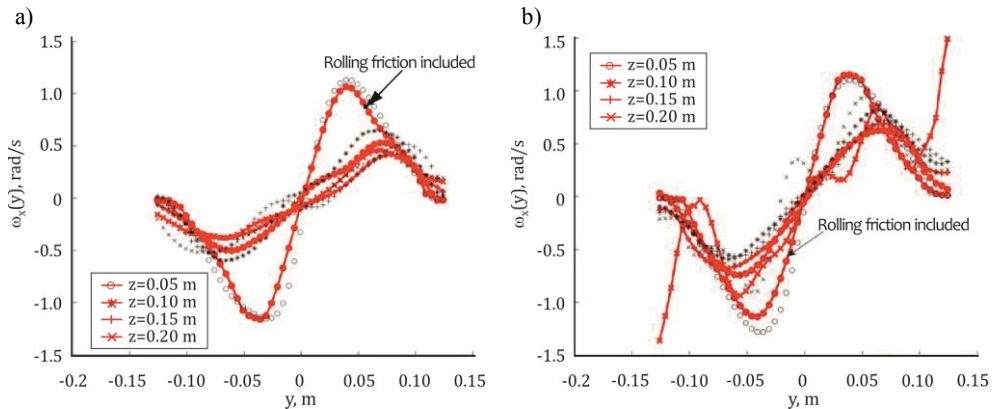 a)
1.5
1.0
0.5
0
-0.5
-1.0
-1.5
ωx(y), rad/s
Rolling friction included
z=0.05 m
z=0.10 m
z=0.15 m
z=0.20 m
-0.2 -0.1 -0.05 0 0.05 0.10 0.15
y, m
b)
1.5
1.0
0.5
0
-0.5
-1.0
-1.5
ωx(y), rad/s
z=0.05 m
z=0.10 m
z=0.15 m
z=0.20 m
Rolling friction included
-0.2 -0.15 -0.1 -0.05 0 0.05 0.10 0.15
y, m